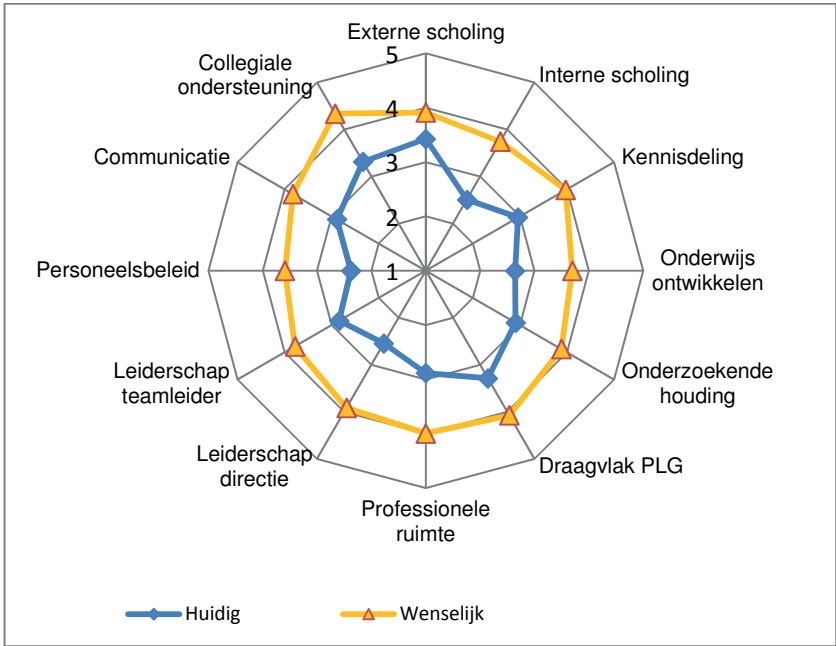 Externe scholing
Interne scholing
Kennisdeling
Onderwijs
ontwikkelen
Onderzoekende
houding
Draagvlak PLG
Professionele
ruimte
Leiderschap
directie
Leiderschap
teamleider
Personeelsbeleid
Communicatie
Collegiale
ondersteuning
5
4
3
2
1
Huidig
Wenselijk